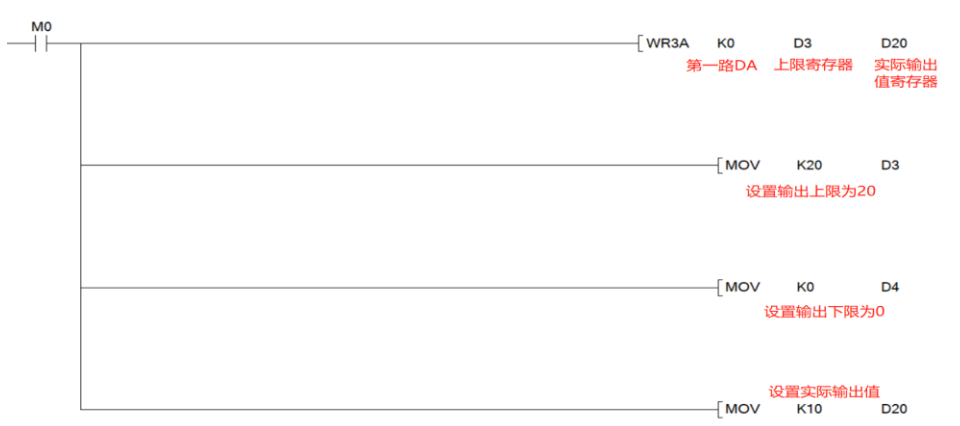 M0
WR3A K0 D3 D20
第一路DA 上限寄存器 实际输出
值寄存器
MOV K20 D3
设置输出上限为20
MOV K0 D4
设置输出下限为0
设置实际输出值
MOV K10 D20